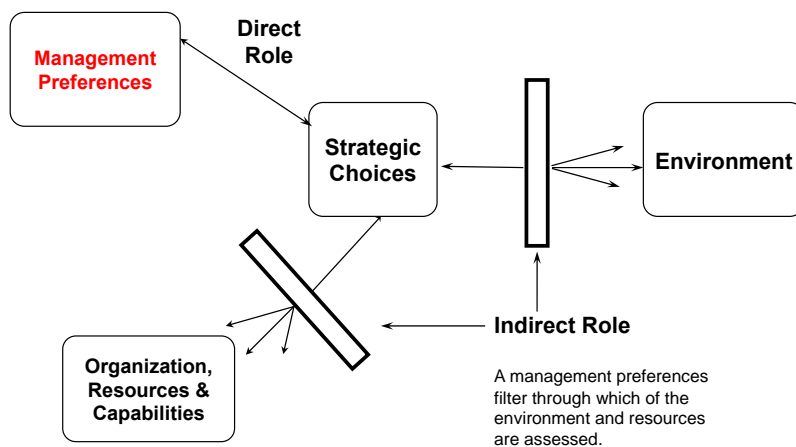 Management
Preferences
Direct
Role
Strategic
Choices
Environment
Organization,
Resources &
Capabilities
Indirect Role
A management preferences
filter through which of the
environment and resources
are assessed.